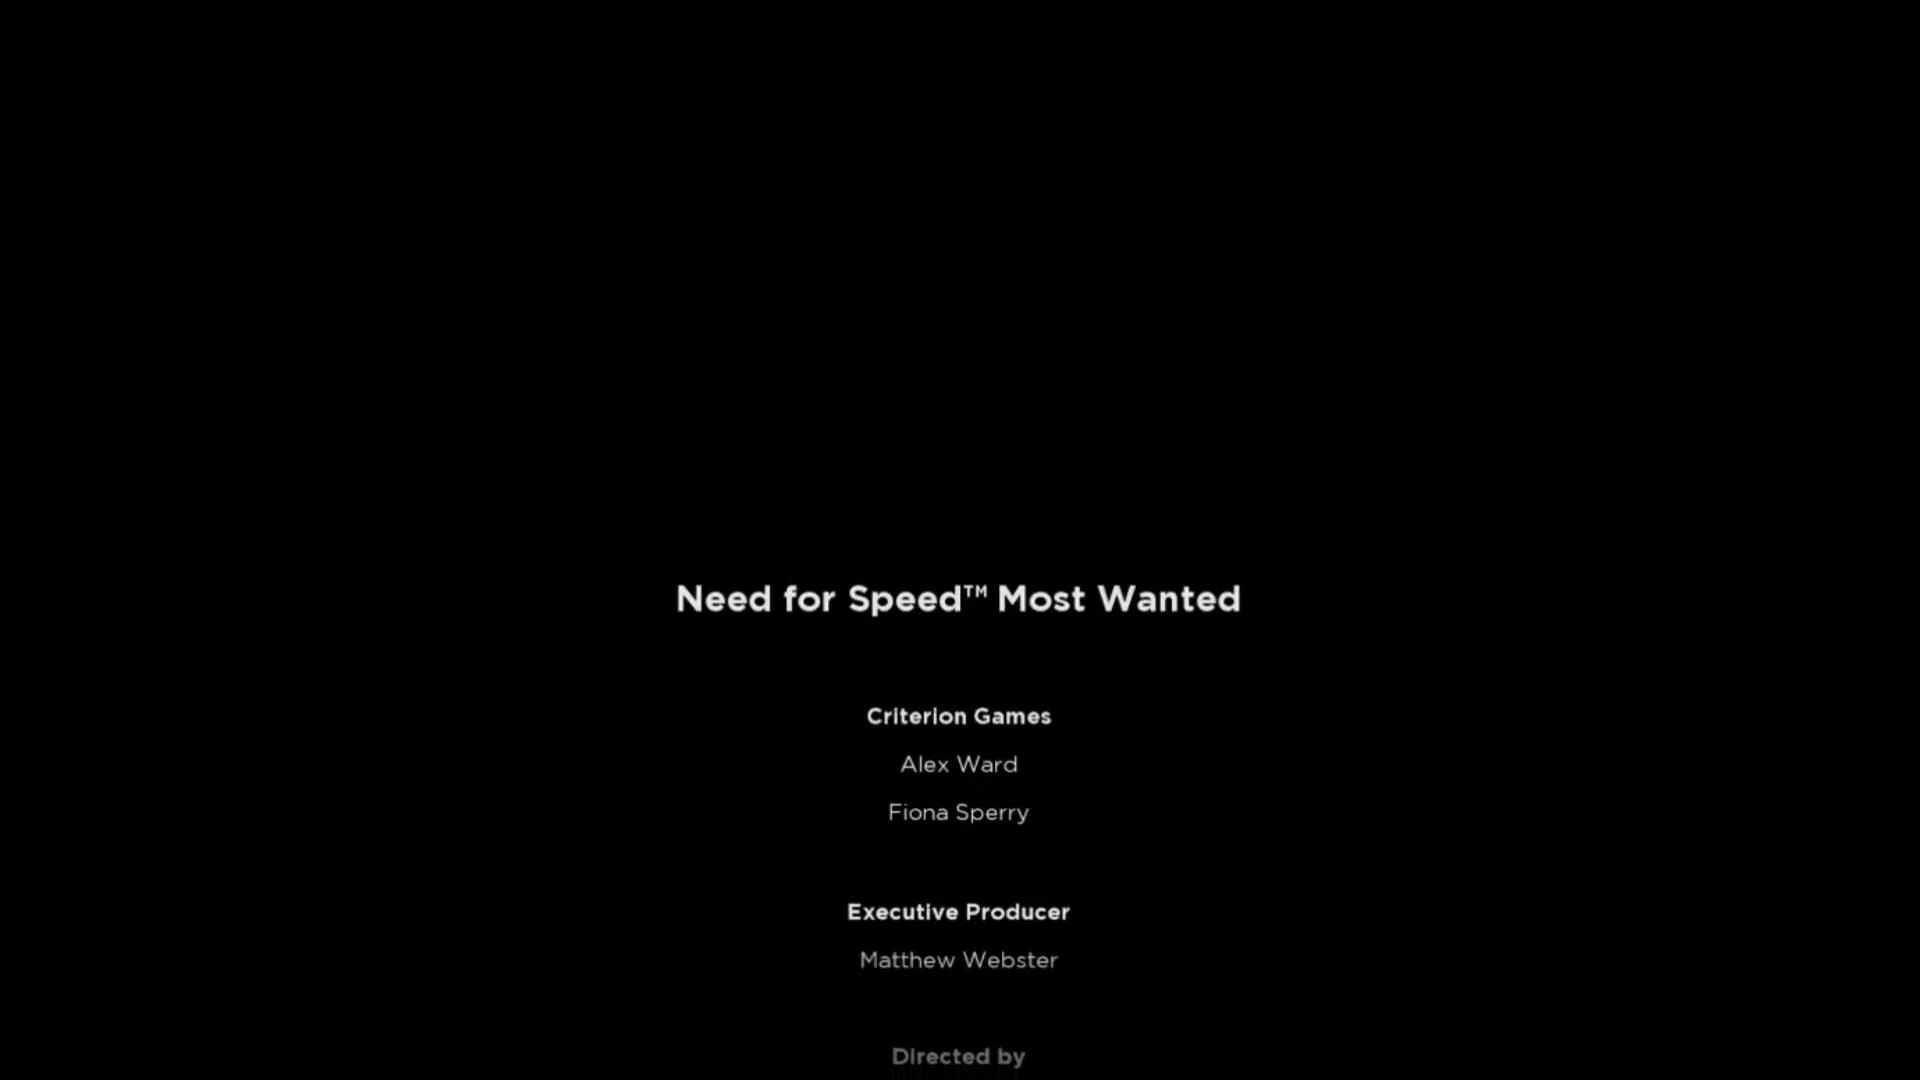 Need for Speed™ Most Wanted
Criterion Games
Alex Ward
Fiona Sperry
Executive Producer
Matthew Webster
Directed by